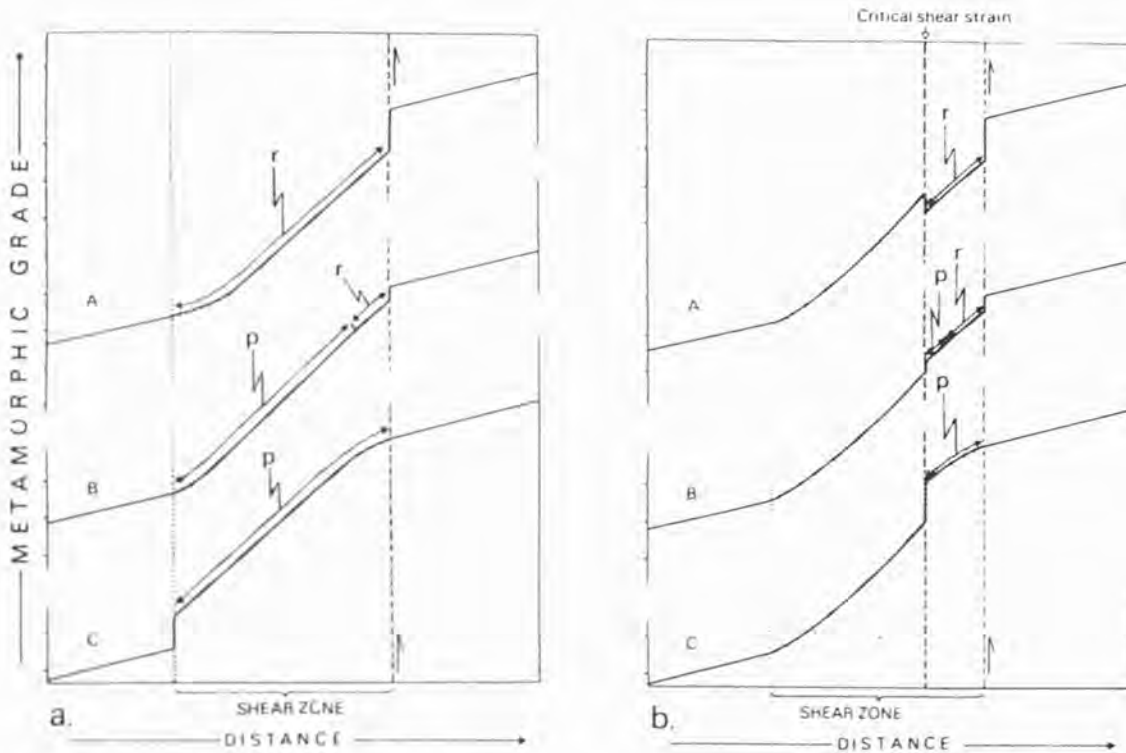 Critical shear strain
METAMORPHIC GRADE
r
r
A
p
p
B
C
a.
SHEAR ZONE
DISTANCE
r
A
p
r
p
B
C
b.
SHEAR ZONE
DISTANCE